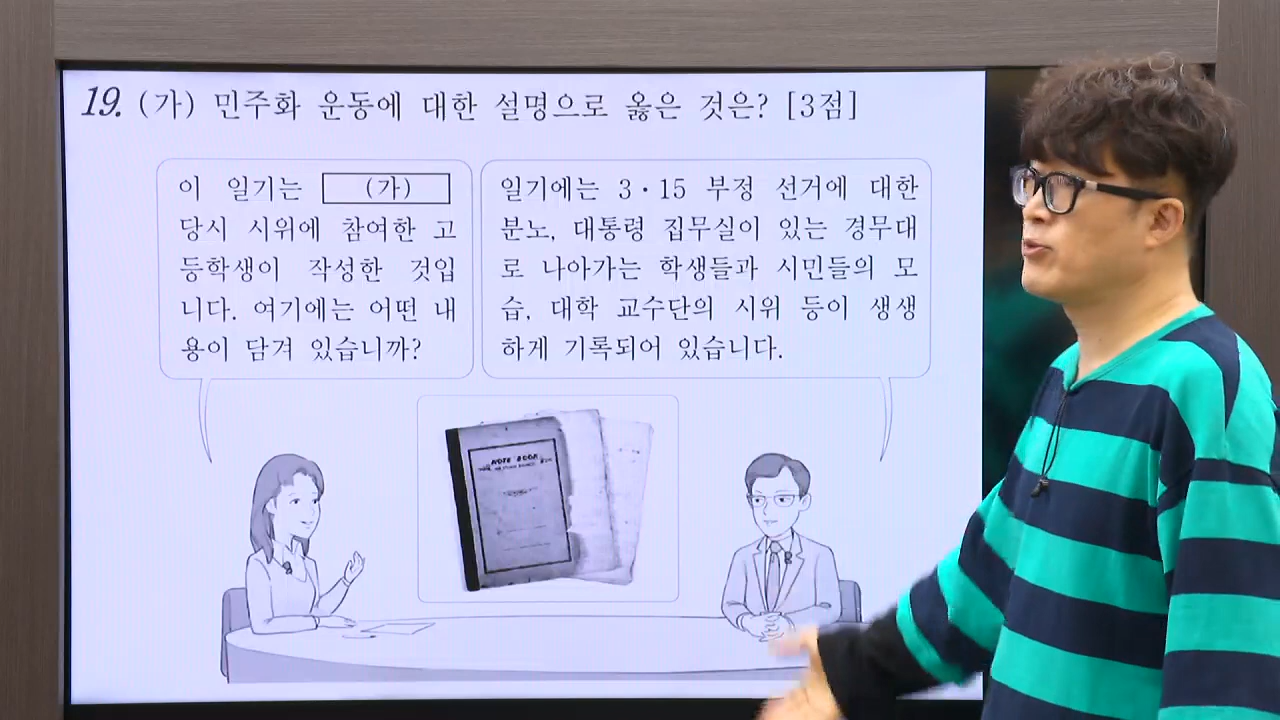 19. (가) 민주화 운동에 대한 설명으로 옳은 것은? [3점]
이 일기는 (가)
당시 시위에 참여한 고
등학생이 작성한 것입
니다. 여기에는 어떤 내
용이 담겨 있습니까?
일기에는 3·15 부정 선거에 대한
분노, 대통령 집무실이 있는 경무대
로 나아가는 학생들과 시민들의 모
습, 대학 교수단의 시위 등이 생생
하게 기록되어 있습니다.
NOTE BOOK